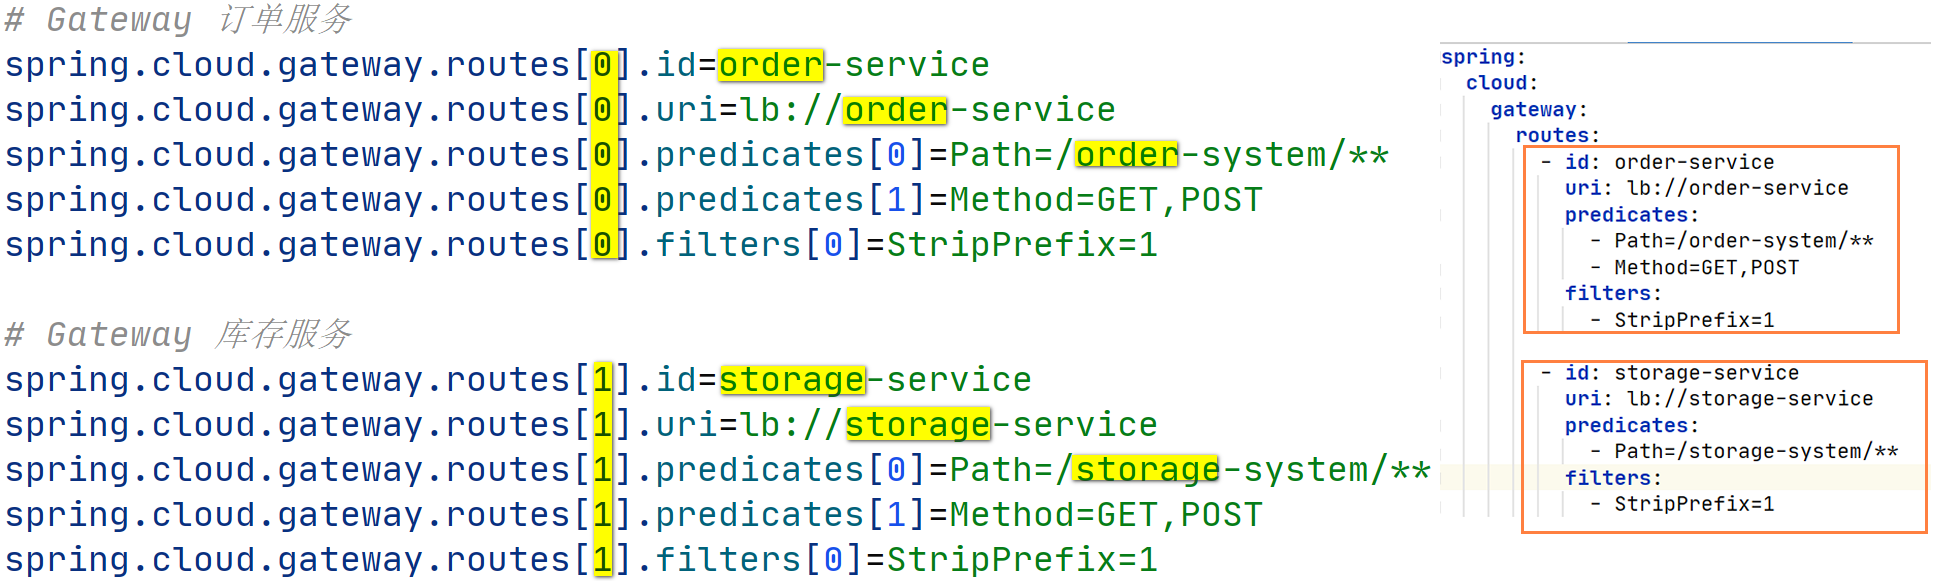 # Gateway 订单服务
spring.cloud.gateway.routes[0].id=order-service
spring.cloud.gateway.routes[0].uri=lb://order-service
spring.cloud.gateway.routes[0].predicates[0]=Path=/order-system/**
spring.cloud.gateway.routes[0].predicates[1]=Method=GET,POST
spring.cloud.gateway.routes[0].filters[0]=StripPrefix=1
# Gateway 库存服务
spring.cloud.gateway.routes[1].id=storage-service
spring.cloud.gateway.routes[1].uri=lb://storage-service
spring.cloud.gateway.routes[1].predicates[0]=Path=/storage-system/**
spring.cloud.gateway.routes[1].predicates[1]=Method=GET,POST
spring.cloud.gateway.routes[1].filters[0]=StripPrefix=1
spring:
  cloud:
    gateway:
      routes:
        - id: order-service
          uri: lb://order-service
          predicates:
            - Path=/order-system/**
            - Method=GET,POST
          filters:
            - StripPrefix=1
        - id: storage-service
          uri: lb://storage-service
          predicates:
            - Path=/storage-system/**
          filters:
            - StripPrefix=1